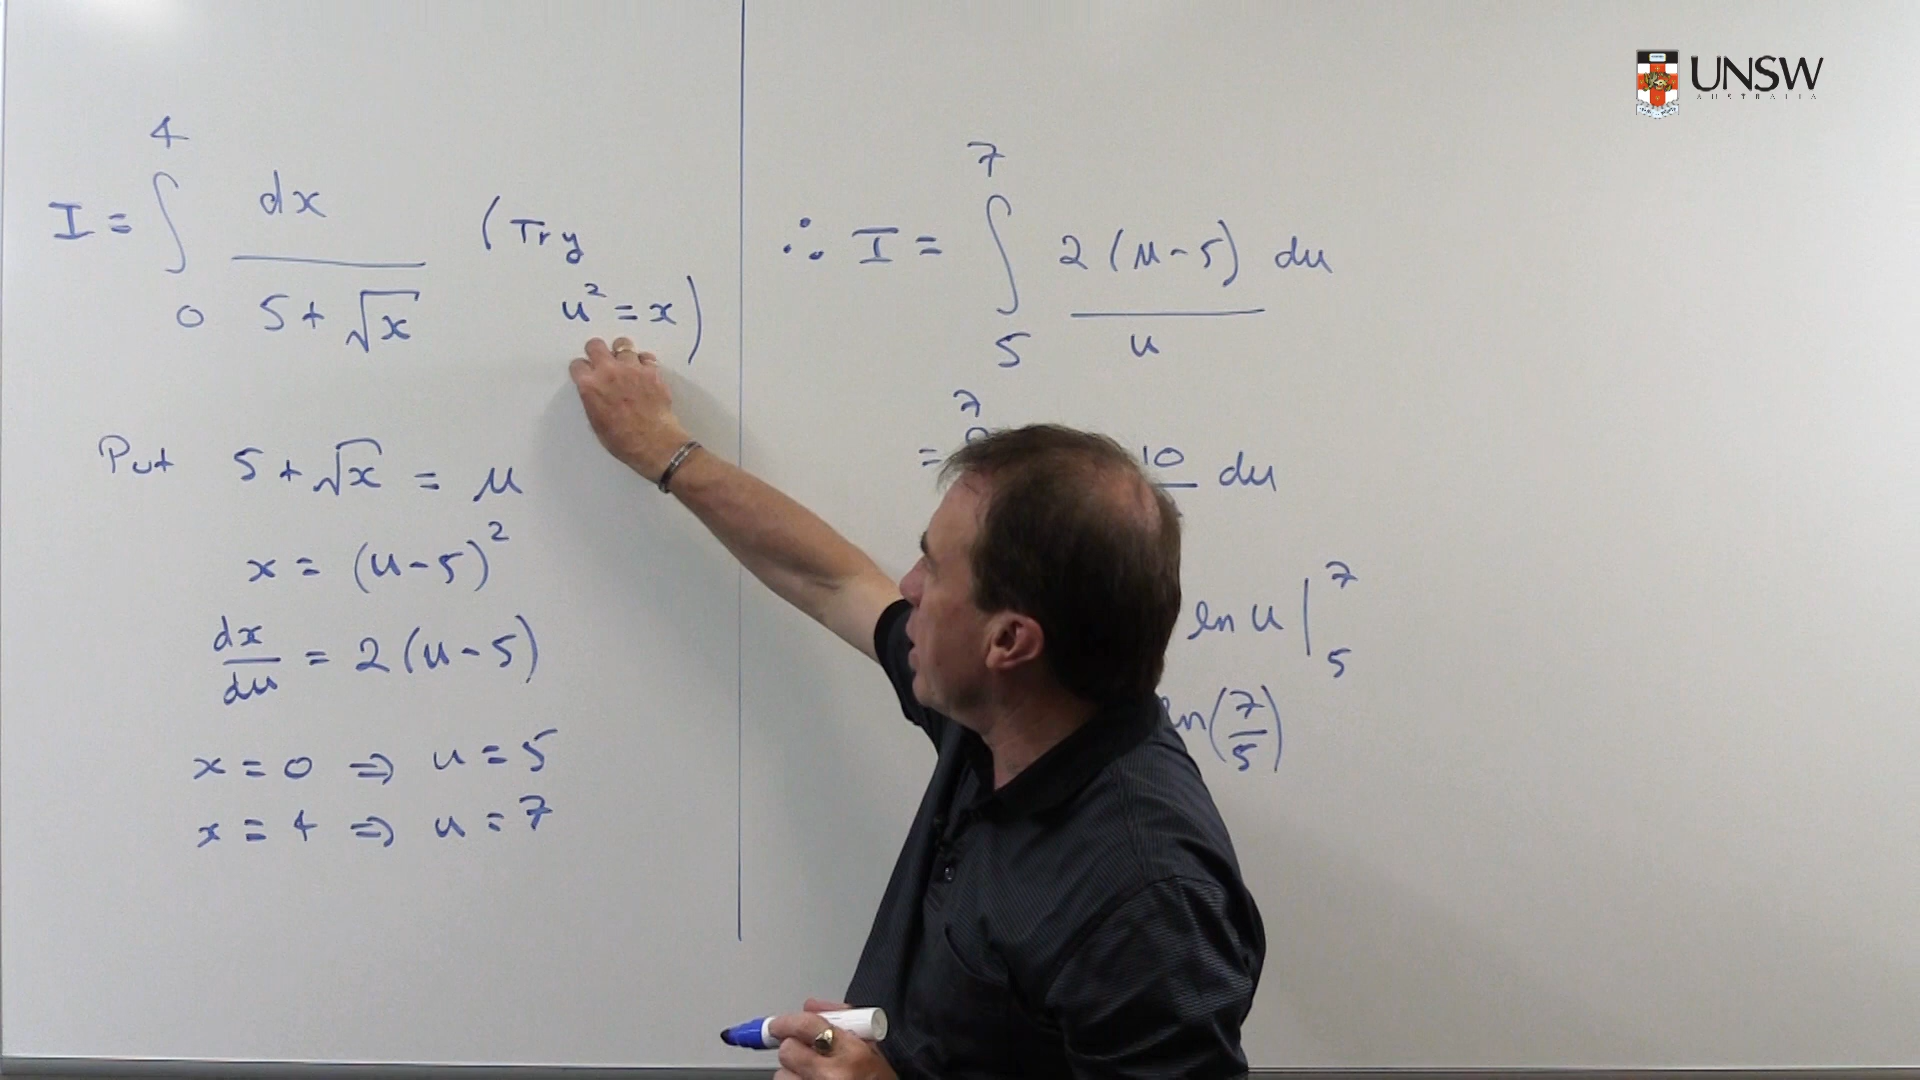 4
I = ∫ dx (Try
0 5 + √x u² = x)
Put 5 + √x = u
x = (u - 5)²
dx
du = 2(u - 5)
x = 0 ⇒ u = 5
x = 4 ⇒ u = 7
7
∴ I = ∫ 2(u - 5) du
5 u
7
= 10 du
ln u | 7
5
ln(7/5)
UNSW
AUSTRALIA